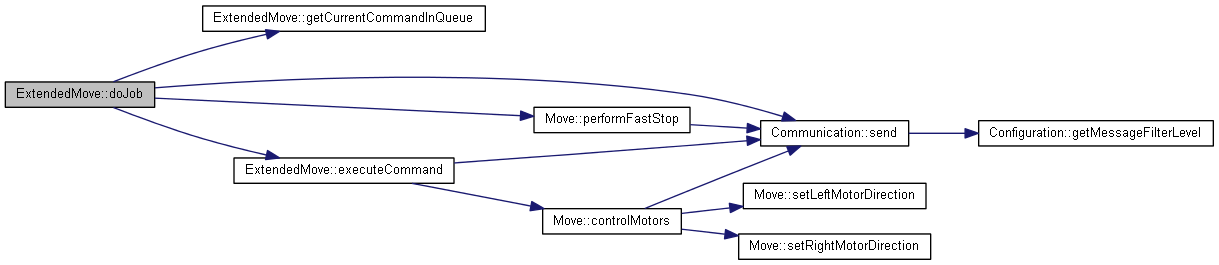 ExtendedMove::getCurrentCommandInQueue
ExtendedMove::doJob
Move::performFastStop
Communication::send
Configuration::getMessageFilterLevel
ExtendedMove::executeCommand
Move::setLeftMotorDirection
Move::controlMotors
Move::setRightMotorDirection